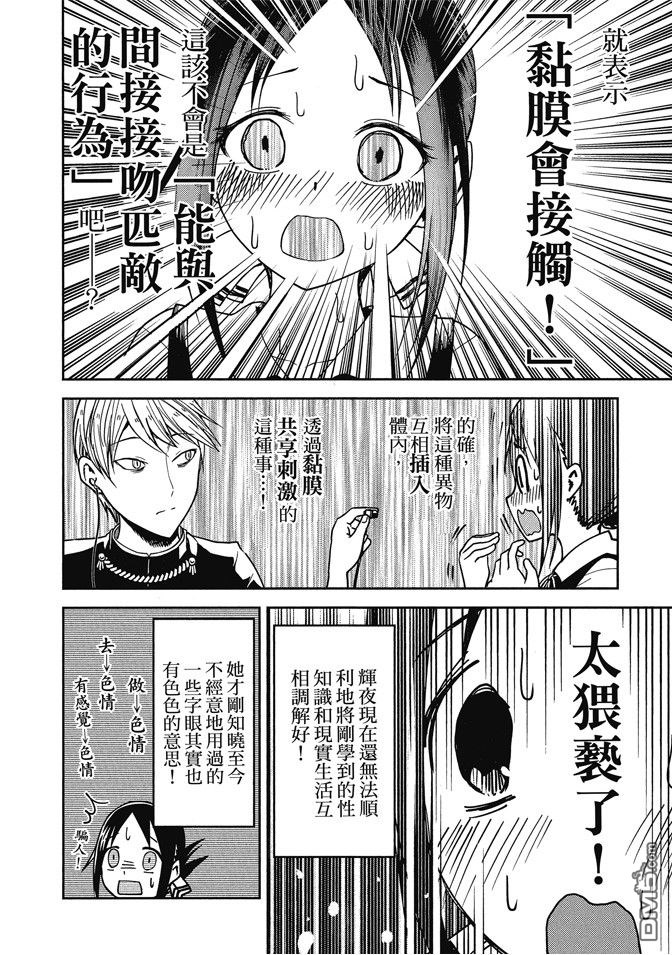 就表示
「黏膜會接觸！」
這該不會是
「能與
間接接吻匹敵
的行為」
吧——？
的確，
將這種異物
互相插入
體內，
透過黏膜
共享刺激的
這種事…！
太猥褻了！
輝夜現在還無法順
利地將剛學到的性
知識和現實生活互
相調解好！
她才剛知曉至今
不經意地用過的
一些字眼其實也
有色色的意思！
做→色情
去→色情
有感覺→色情
騙人！
DM5.com